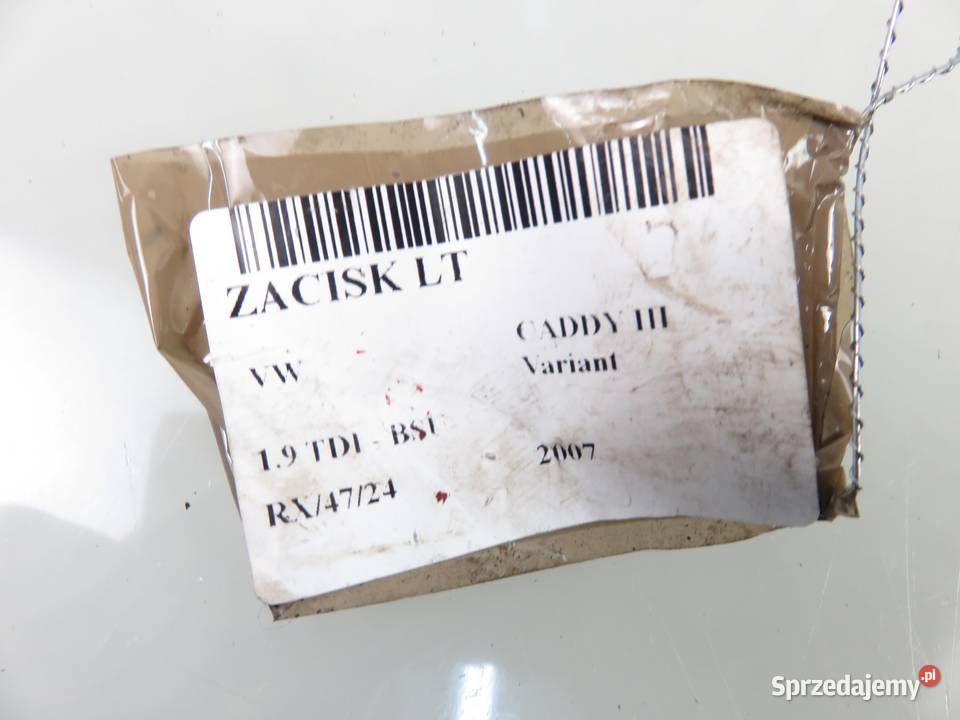 ZACISK LT
VW
CADDY III
Variant
1.9 TDI - BSU
2007
RX/47/24
Sprzedajemy.pl